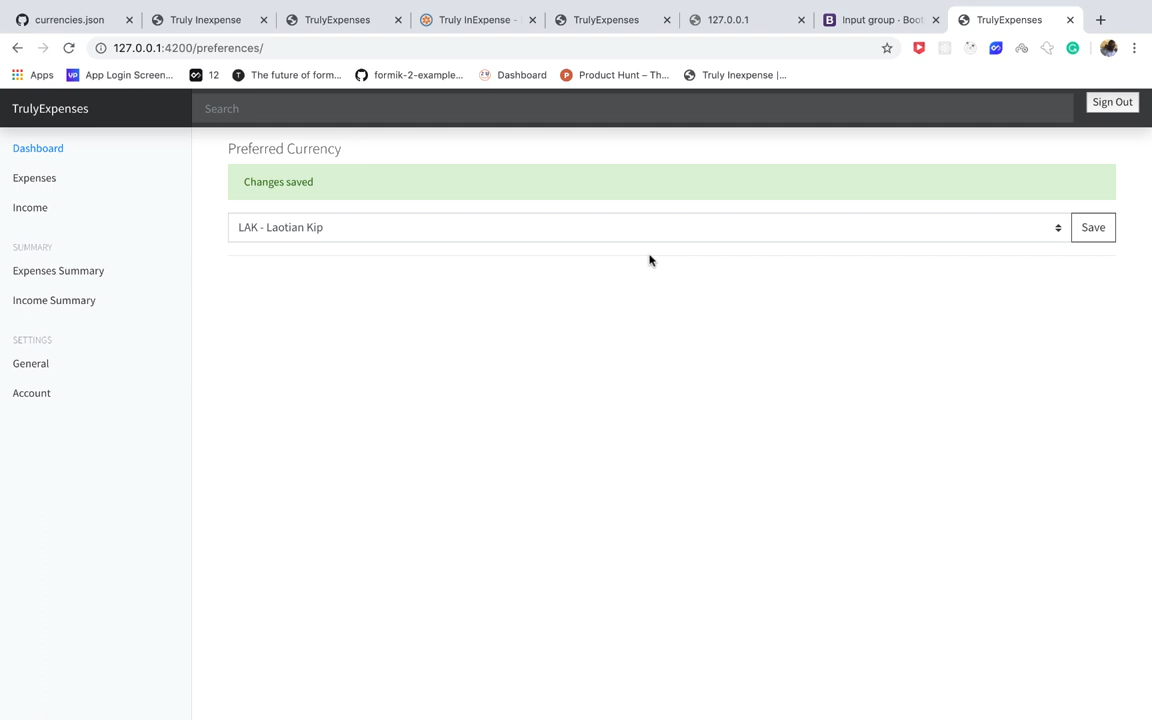 currencies.json
Truly Inexpense
TrulyExpenses
Truly InExpense -
TrulyExpenses
127.0.0.1
Input group · Boo
TrulyExpenses
127.0.0.1:4200/preferences/
Apps
App Login Screen...
12
The future of form...
formik-2-example...
Dashboard
Product Hunt – Th...
Truly Inexpense |...
TrulyExpenses
Search
Sign Out
Dashboard
Expenses
Income
SUMMARY
Expenses Summary
Income Summary
SETTINGS
General
Account
Preferred Currency
Changes saved
LAK - Laotian Kip
Save